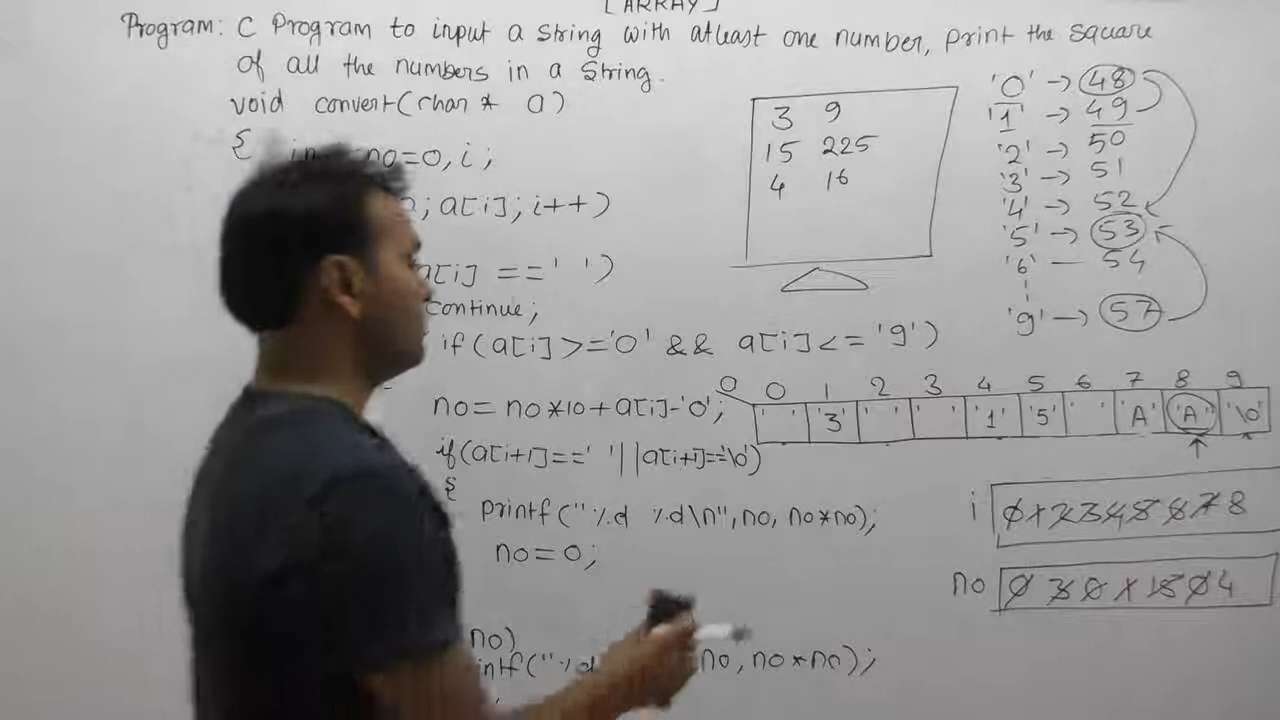 [ARRAY]
Program: C Program to input a string with atleast one number, print the square
of all the numbers in a string.
void convert(char* a)
{ no=0,i;
; a[i]; i++)
a[i] ==' ')
continue;
if(a[i]>='0' && a[i]<='9')
no= no*10+a[i]-'0';
if(a[i+1]==' '||a[i+1]=='\0')
{
printf("%d %d\n",no, no*no);
no=0;
no)
intf("%d no, no*no);
3 9
15 225
4 16
'0' -> 48
'1' -> 49
'2' -> 50
'3' -> 51
'4' -> 52
'5' -> 53
'6' - 54
'9' -> 57
0 0 1 2 3 4 5 6 7 8 9
' ' '3' ' ' ' ' '1' '5' ' ' 'A' 'A' '\0'
i 0 1 2 3 4 5 6 7 8
no 0 3 0 1 15 0 4